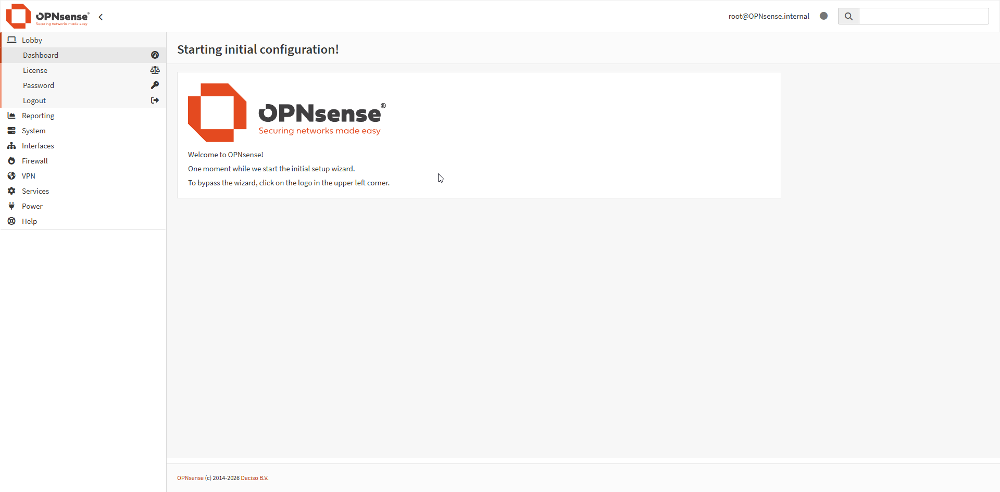 OPNsense®
Securing networks made easy
root@OPNsense.internal
Lobby
Dashboard
License
Password
Logout
Reporting
System
Interfaces
Firewall
VPN
Services
Power
Help
Starting initial configuration!
OPNsense®
Securing networks made easy
Welcome to OPNsense!
One moment while we start the initial setup wizard.
To bypass the wizard, click on the logo in the upper left corner.
OPNsense (c) 2014-2026 Deciso B.V.